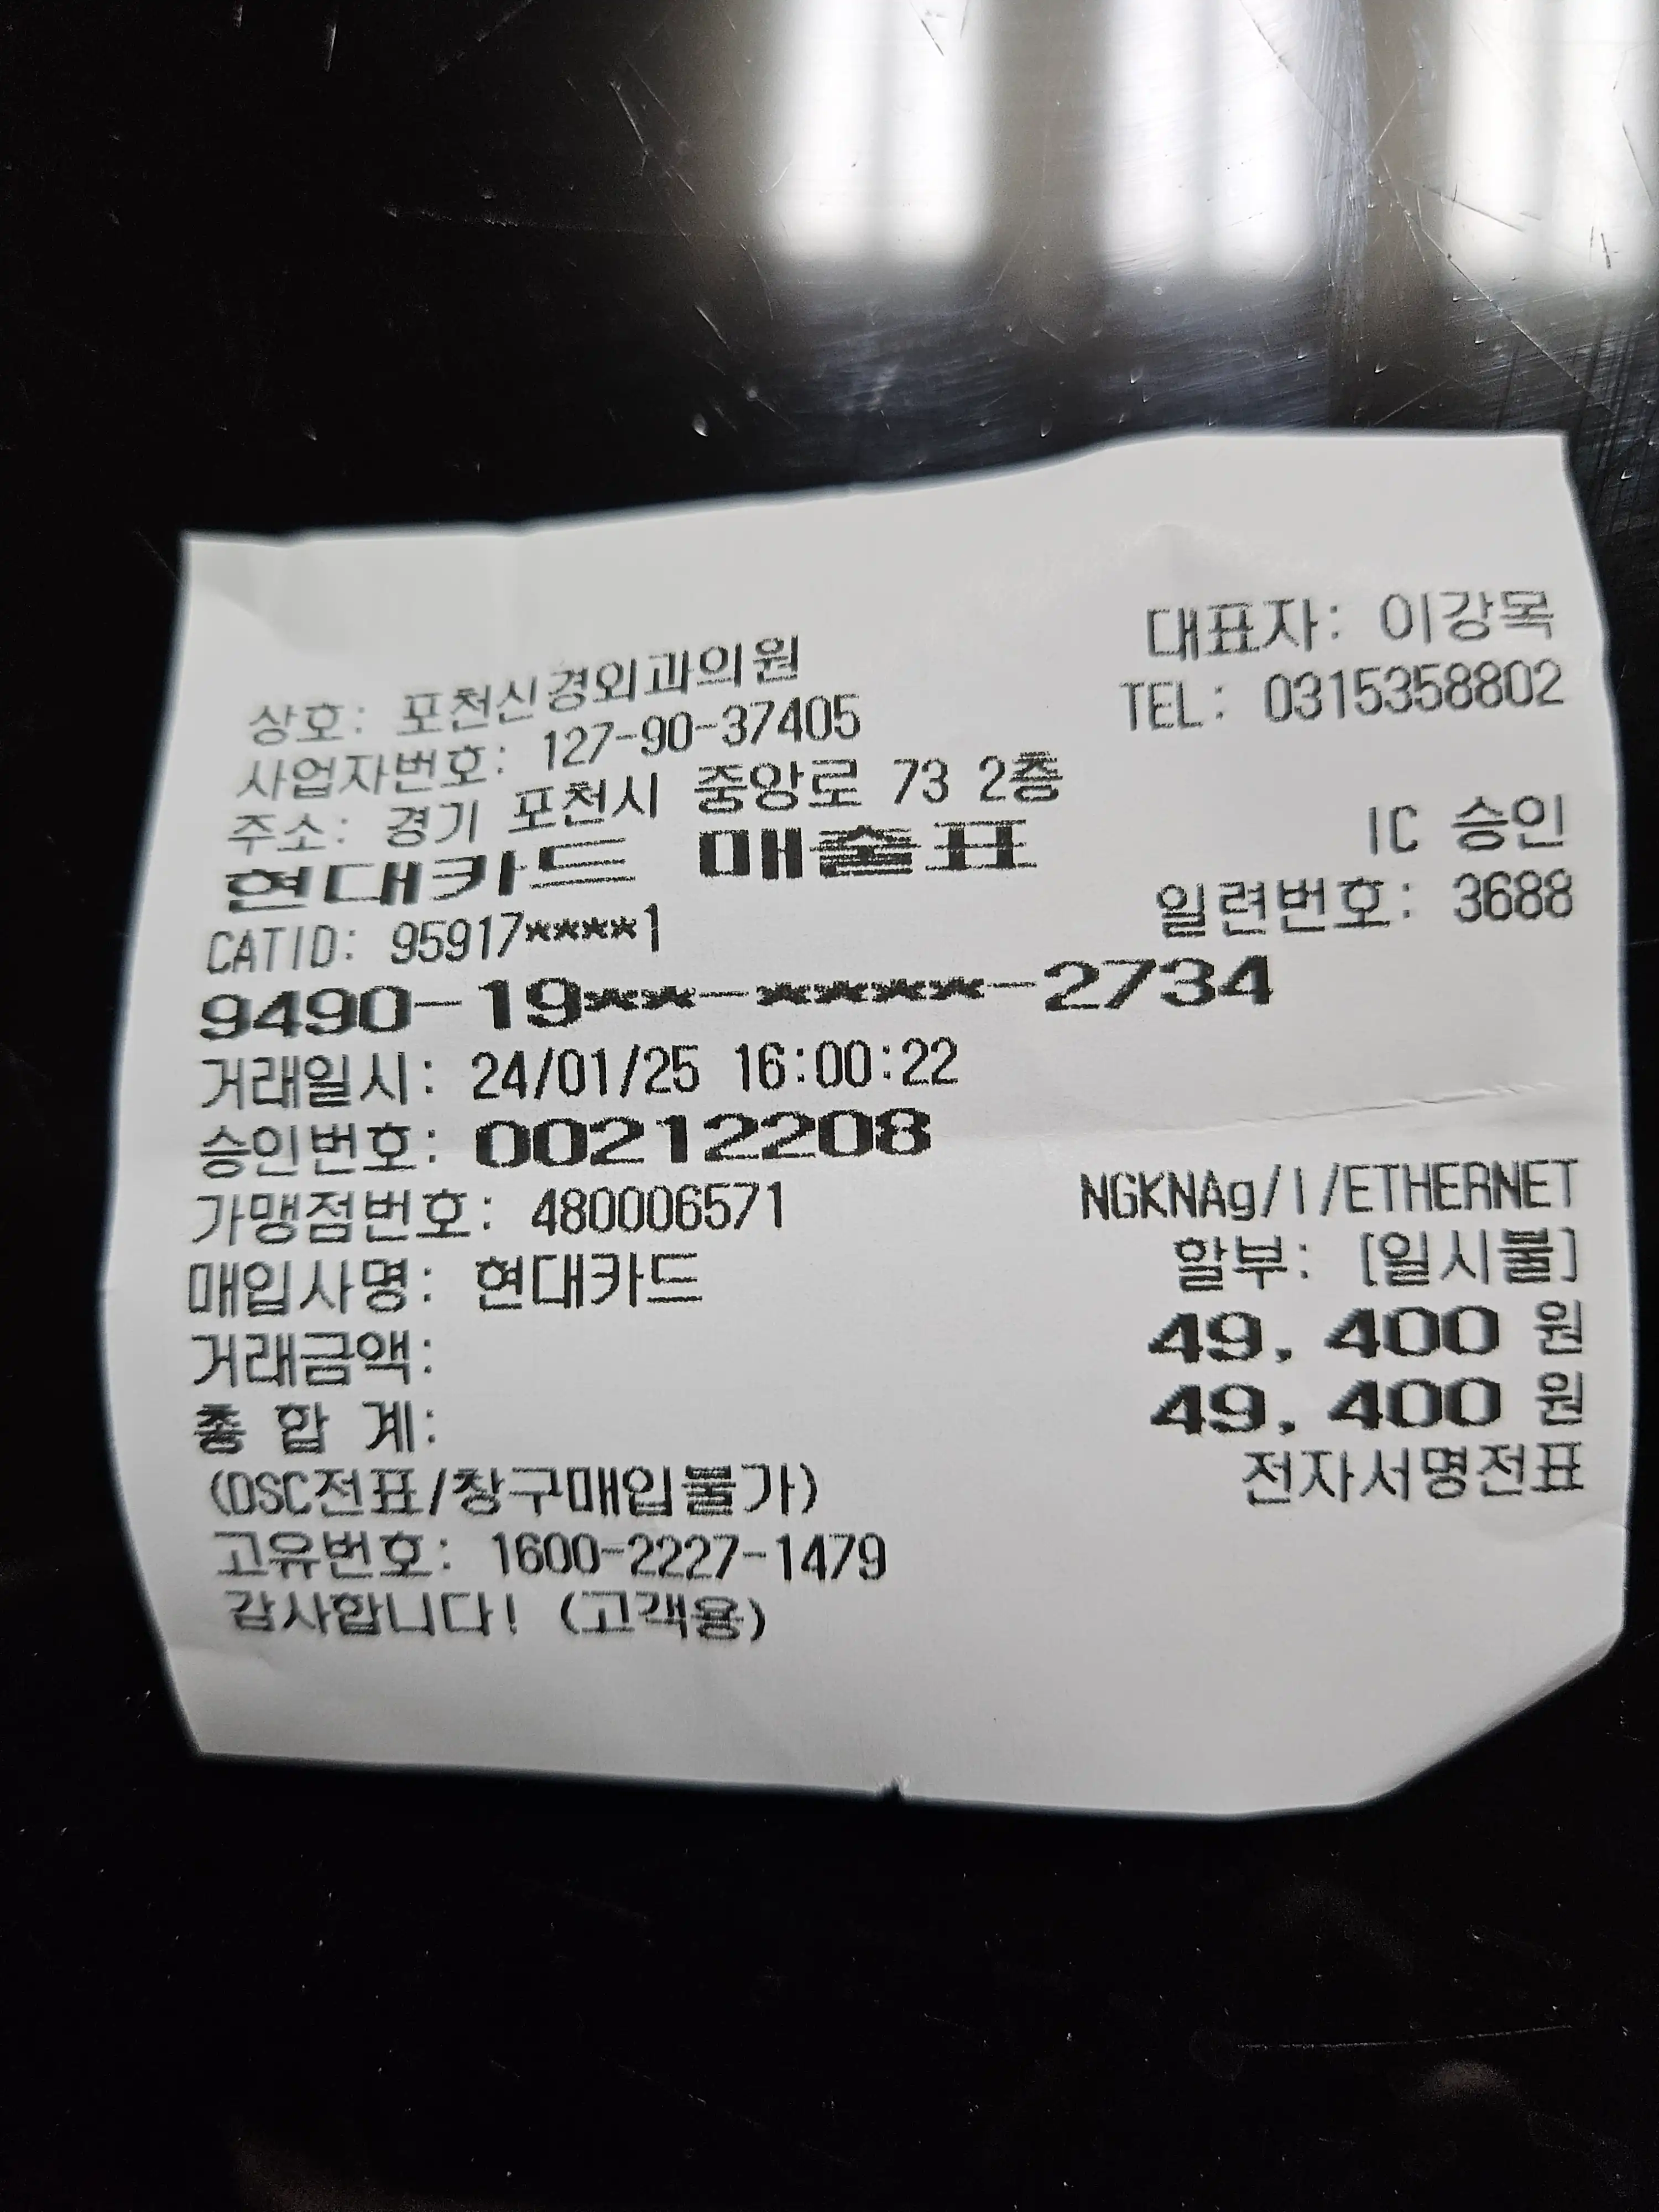 상호: 포천신경외과의원 대표자: 이강목
사업자번호: 127-90-37405 TEL: 0315358802
주소: 경기 포천시 중앙로 73 2층
현대카드 매출표 IC 승인
CATID: 95917****1 일련번호: 3688
9490-19**-****-2734
거래일시: 24/01/25 16:00:22
승인번호: 00212208
가맹점번호: 480006571 NGKNAg/I/ETHERNET
매입사명: 현대카드 할부: [일시불]
거래금액: 49,400 원
총 합 계: 49,400 원
(DSC전표/창구매입불가) 전자서명전표
고유번호: 1600-2227-1479
감사합니다! (고객용)